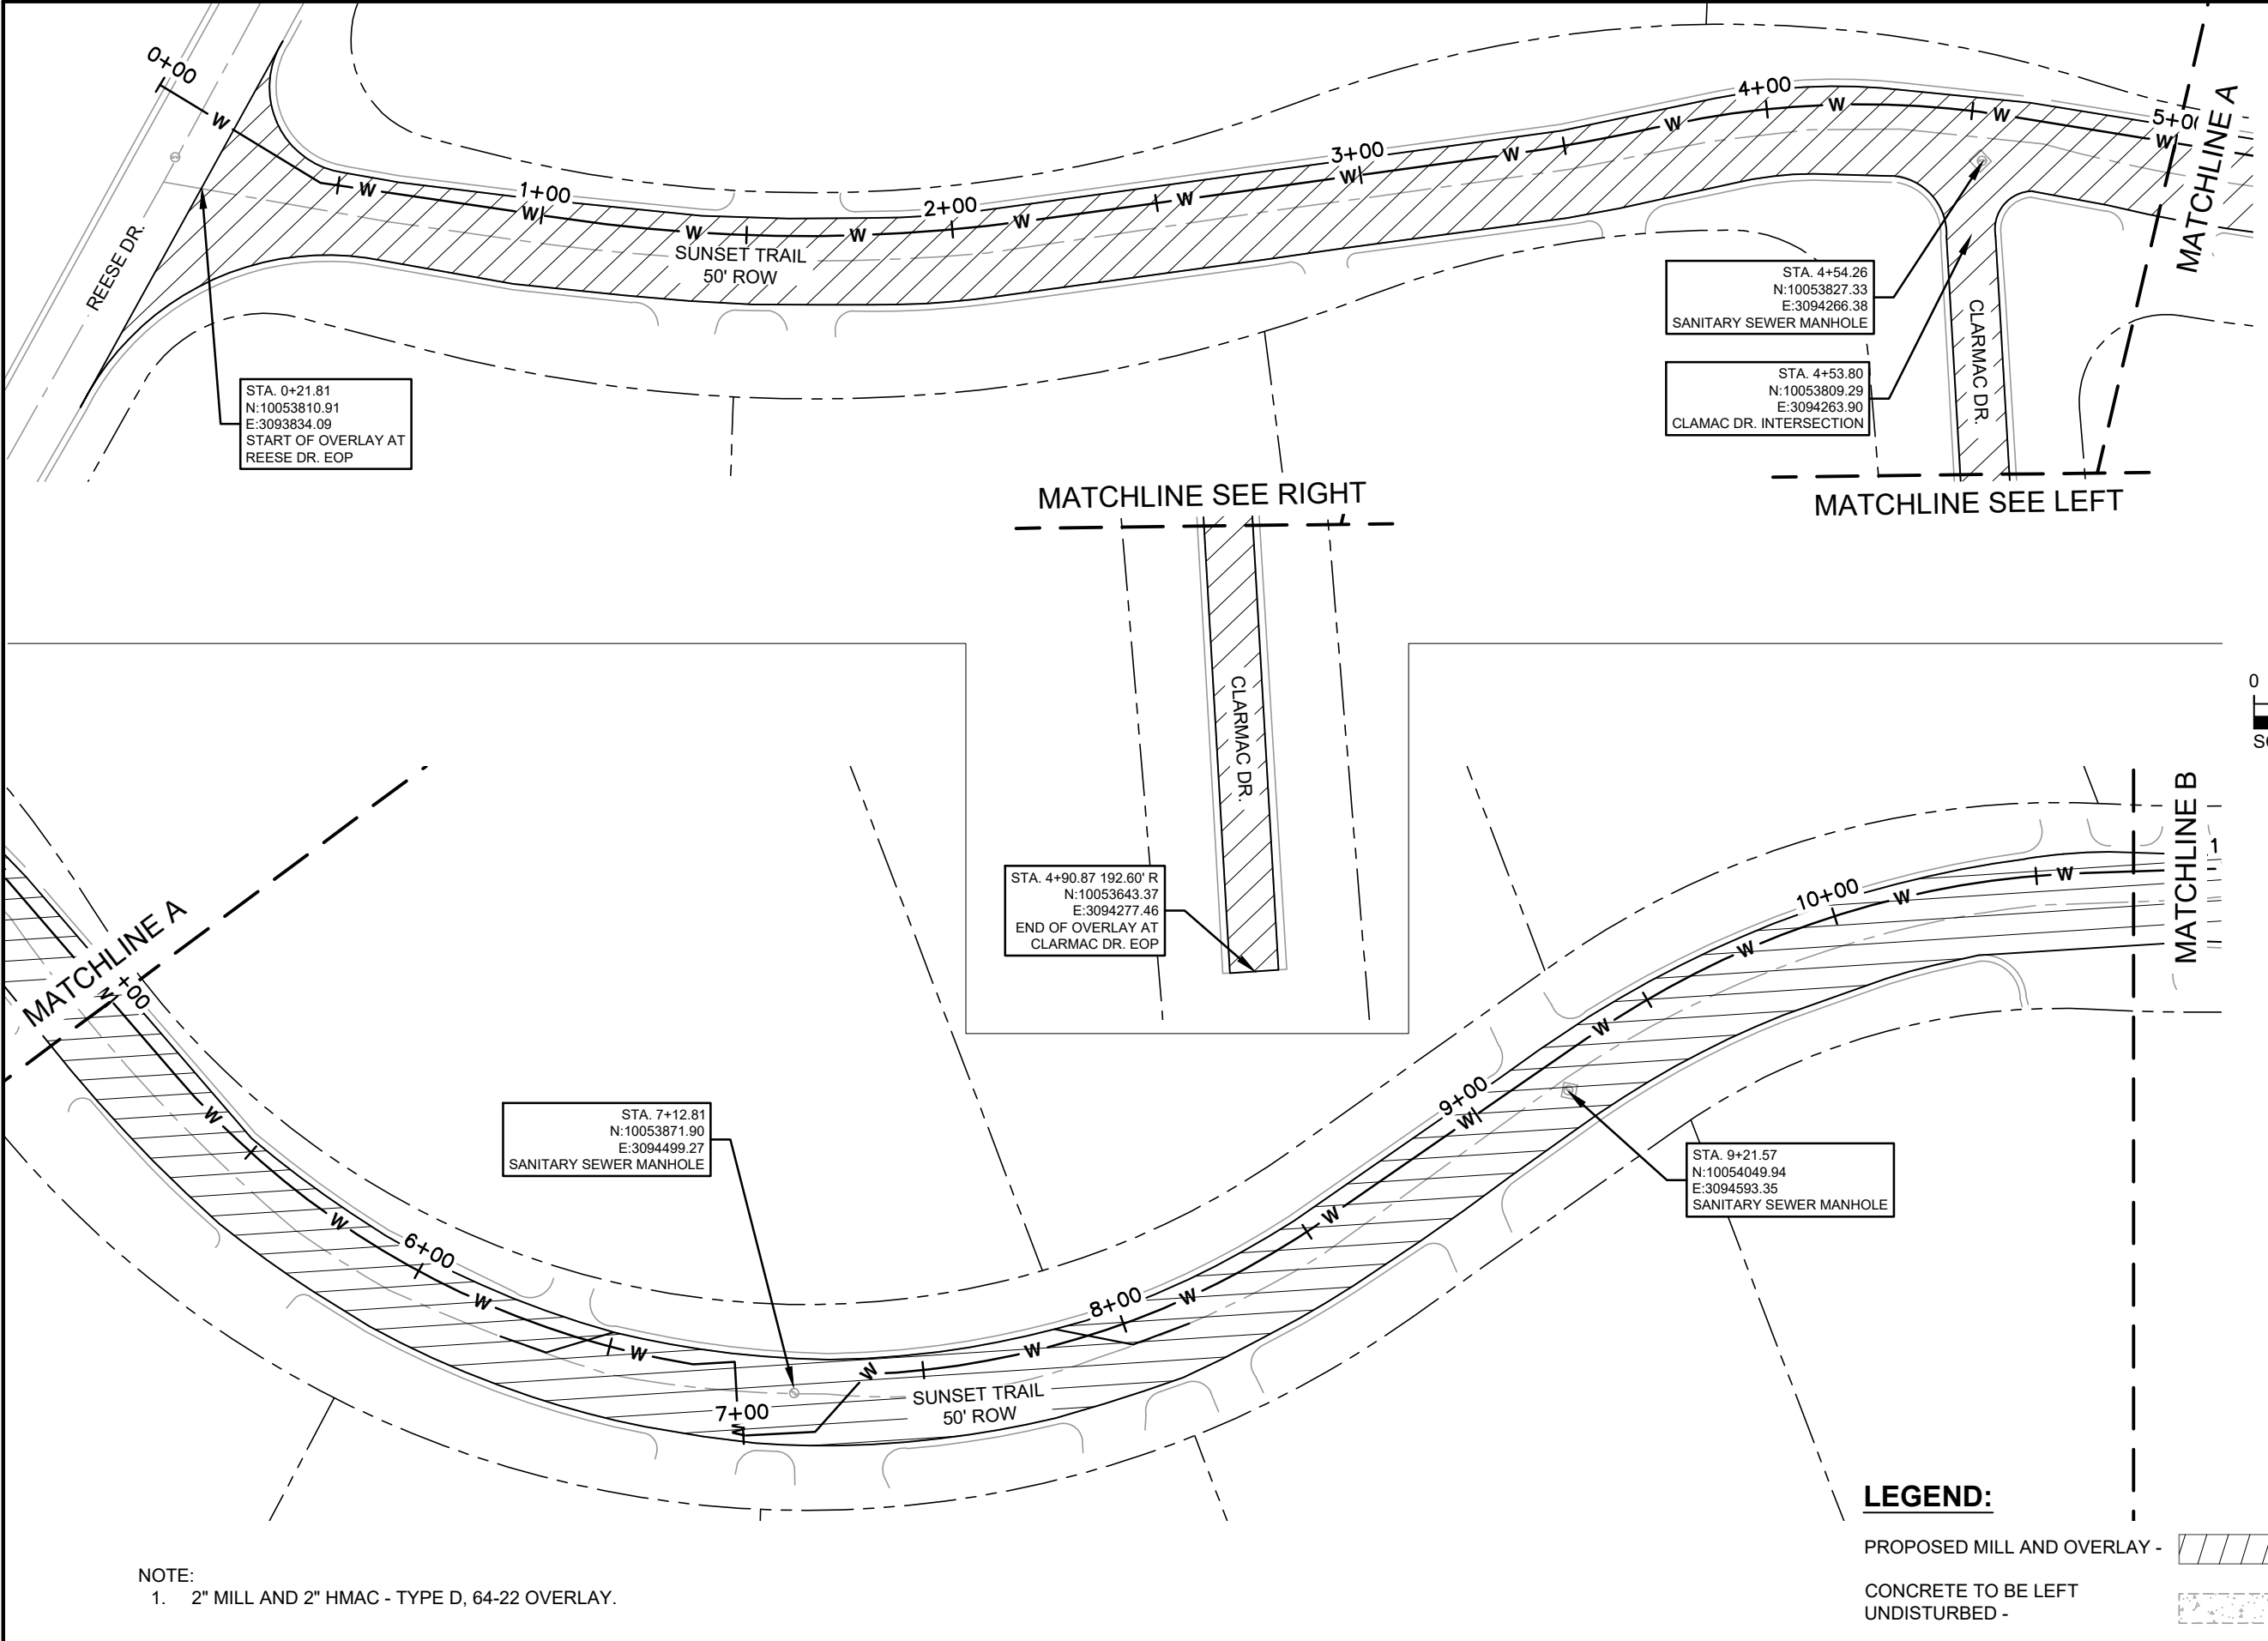 0+00
W
W
1+00
W
W
W
2+00
W
W
3+00
W
W
W
4+00
W
W
W
MATCHLINE A
REESE DR.
SUNSET TRAIL
50' ROW
STA. 0+21.81
N:10053810.91
E:3093834.09
START OF OVERLAY AT
REESE DR. EOP
STA. 4+54.26
N:10053827.33
E:3094266.38
SANITARY SEWER MANHOLE
STA. 4+53.80
N:10053809.29
E:3094263.90
CLAMAC DR. INTERSECTION
CLARMAC DR.
MATCHLINE SEE RIGHT
MATCHLINE SEE LEFT
CLARMAC DR.
0
STA. 4+90.87 192.60' R
N:10053643.37
E:3094277.46
END OF OVERLAY AT
CLARMAC DR. EOP
MATCHLINE A
+00
W
W
W
6+00
W
W
7+00
W
W
W
8+00
W
W
9+00
W
W
W
10+00
W
W
MATCHLINE B
1
STA. 7+12.81
N:10053871.90
E:3094499.27
SANITARY SEWER MANHOLE
SUNSET TRAIL
50' ROW
STA. 9+21.57
N:10054049.94
E:3094593.35
SANITARY SEWER MANHOLE
LEGEND:
PROPOSED MILL AND OVERLAY -
CONCRETE TO BE LEFT
UNDISTURBED -
NOTE:
1. 2" MILL AND 2" HMAC - TYPE D, 64-22 OVERLAY.